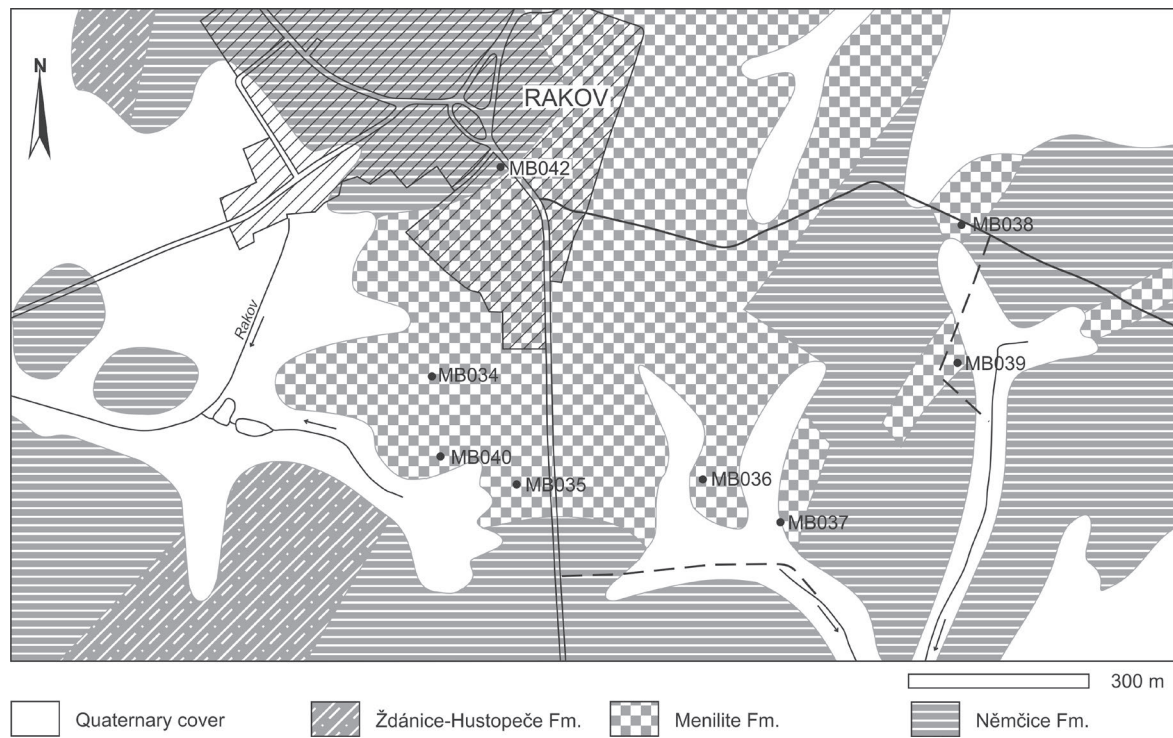 N
RAKOV
MB042
MB038
Rakov
MB039
MB034
MB040
MB035
MB036
MB037
300 m
Quaternary cover
Ždánice-Hustopeče Fm.
Menilite Fm.
Němčice Fm.